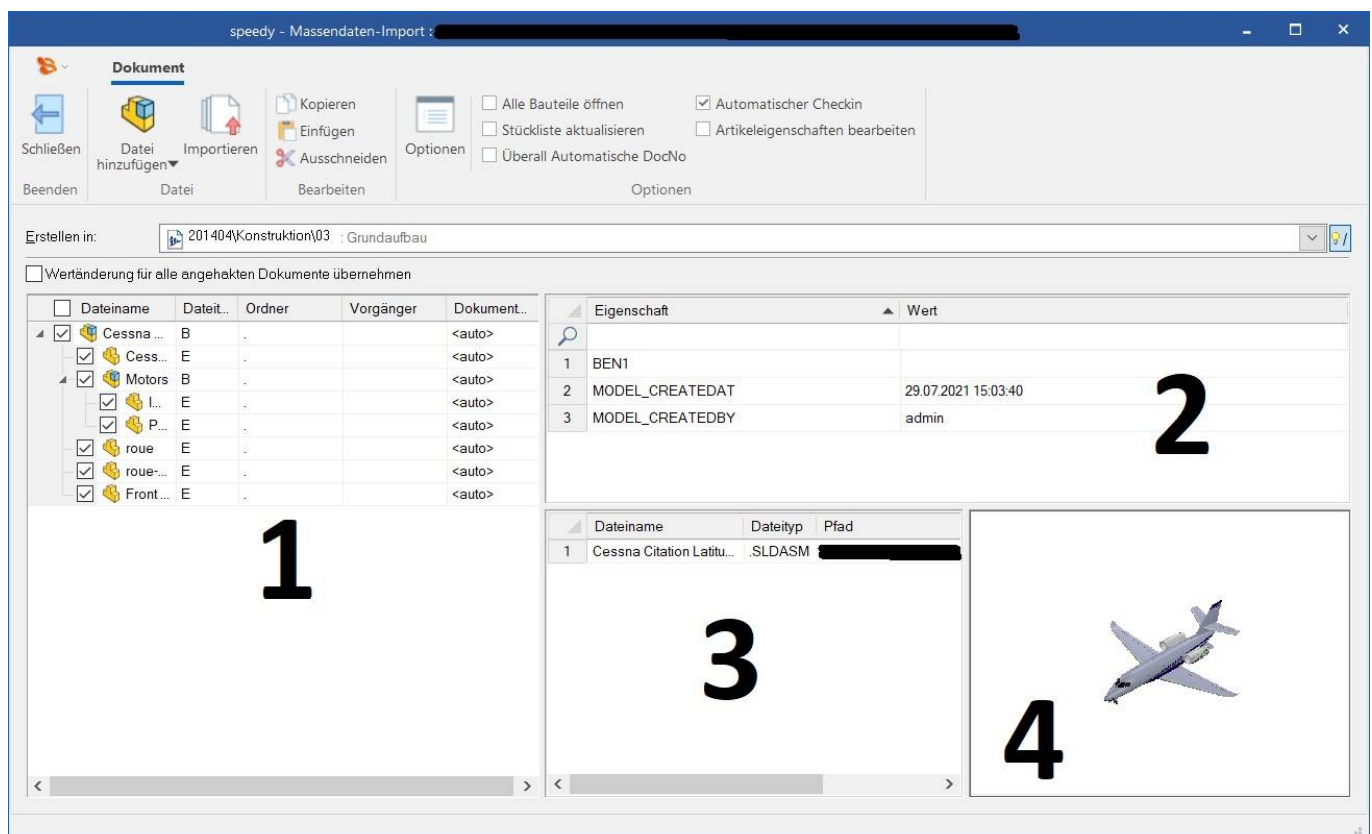 speedy - Massendaten-Import :
Dokument
Schließen
Datei hinzufügen
Importieren
Kopieren
Einfügen
Ausschneiden
Optionen
Alle Bauteile öffnen
Stückliste aktualisieren
Überall Automatische DocNo
Automatischer Checkin
Artikeleigenschaften bearbeiten
Beenden Datei Bearbeiten Optionen
Erstellen in: 201404\Konstruktion\03 : Grundaufbau
Wertänderung für alle angehakten Dokumente übernehmen
Dateiname Dateit... Ordner Vorgänger Dokument...
Cessna ... B . <auto>
Cess... E . <auto>
Motors B . <auto>
I... E . <auto>
P... E . <auto>
roue E . <auto>
roue-... E . <auto>
Front ... E . <auto>
1
Eigenschaft Wert
1 BEN1
2 MODEL_CREATEDAT 29.07.2021 15:03:40
3 MODEL_CREATEDBY admin
2
Dateiname Dateityp Pfad
1 Cessna Citation Latitu... .SLDASM
3
4